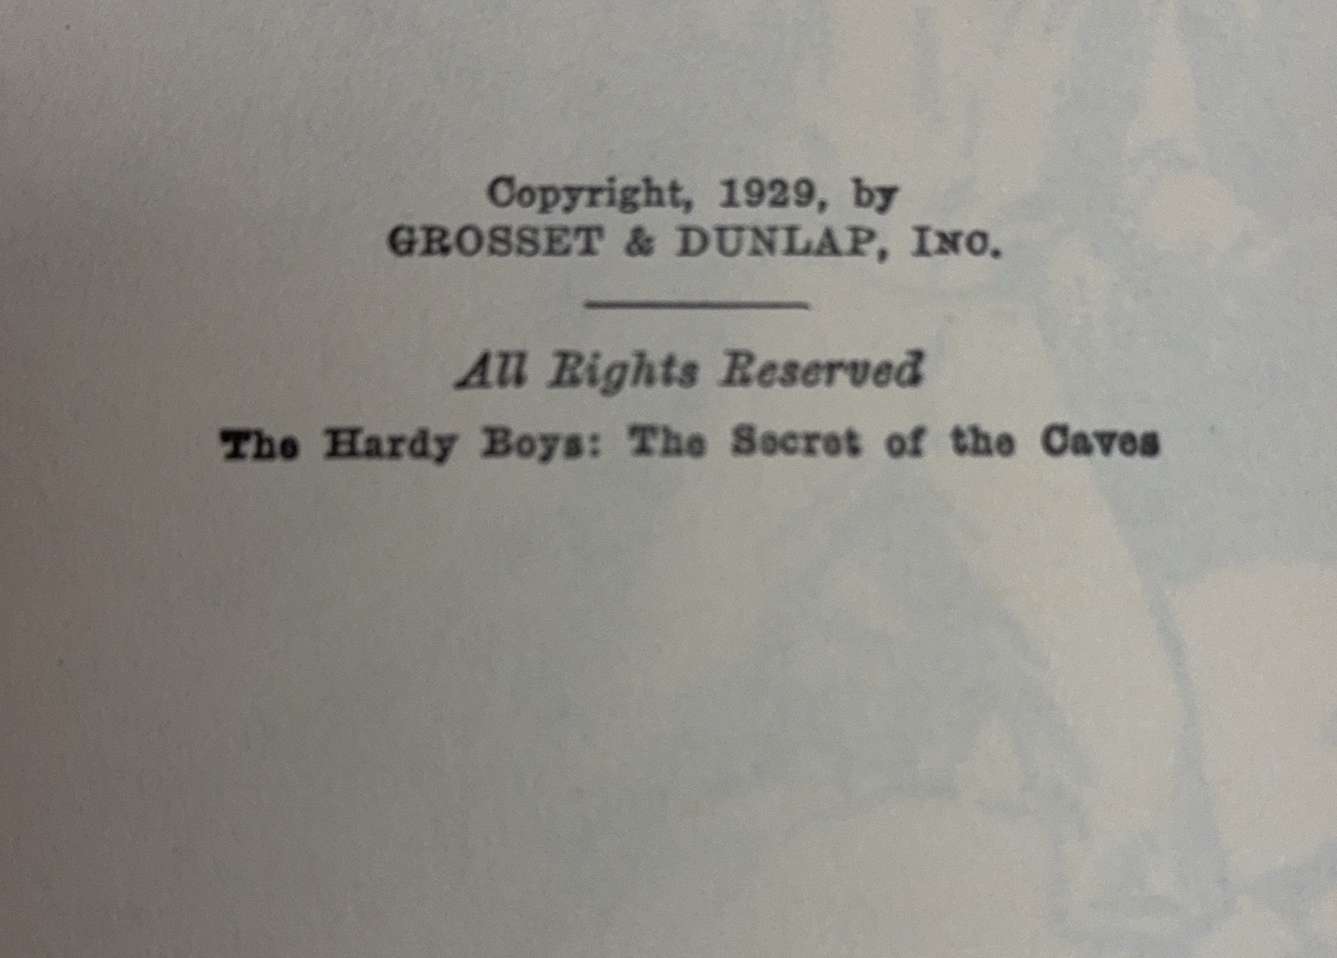 Copyright, 1929, by
GROSSET & DUNLAP, INC.
All Rights Reserved
The Hardy Boys: The Secret of the Caves